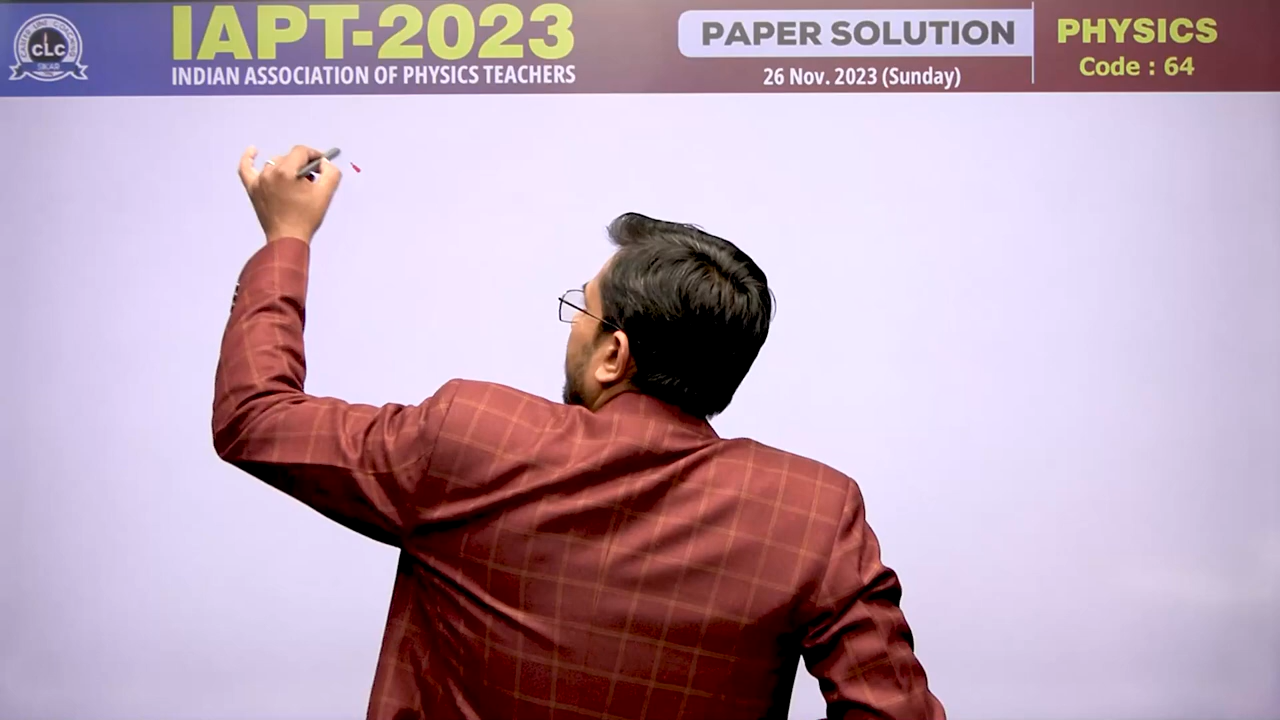 CLC
IAPT-2023
INDIAN ASSOCIATION OF PHYSICS TEACHERS
PAPER SOLUTION
26 Nov. 2023 (Sunday)
PHYSICS
Code : 64